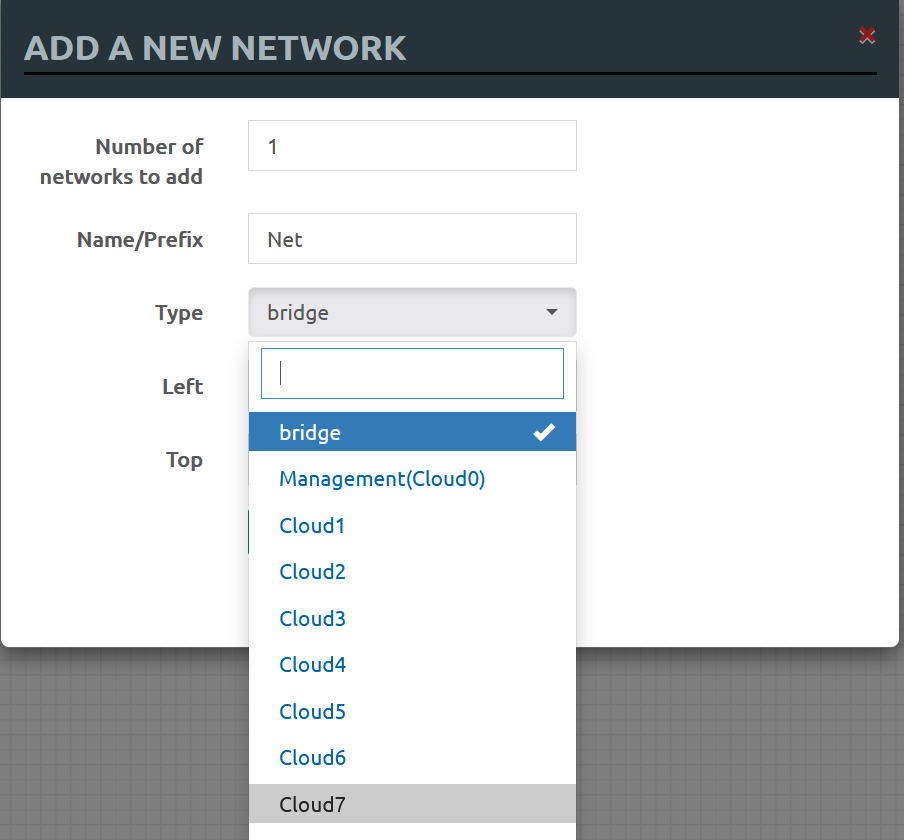 ADD A NEW NETWORK
Number of
networks to add
1
Name/Prefix
Net
Type
bridge
Left
Top
bridge
Management(Cloud0)
Cloud1
Cloud2
Cloud3
Cloud4
Cloud5
Cloud6
Cloud7